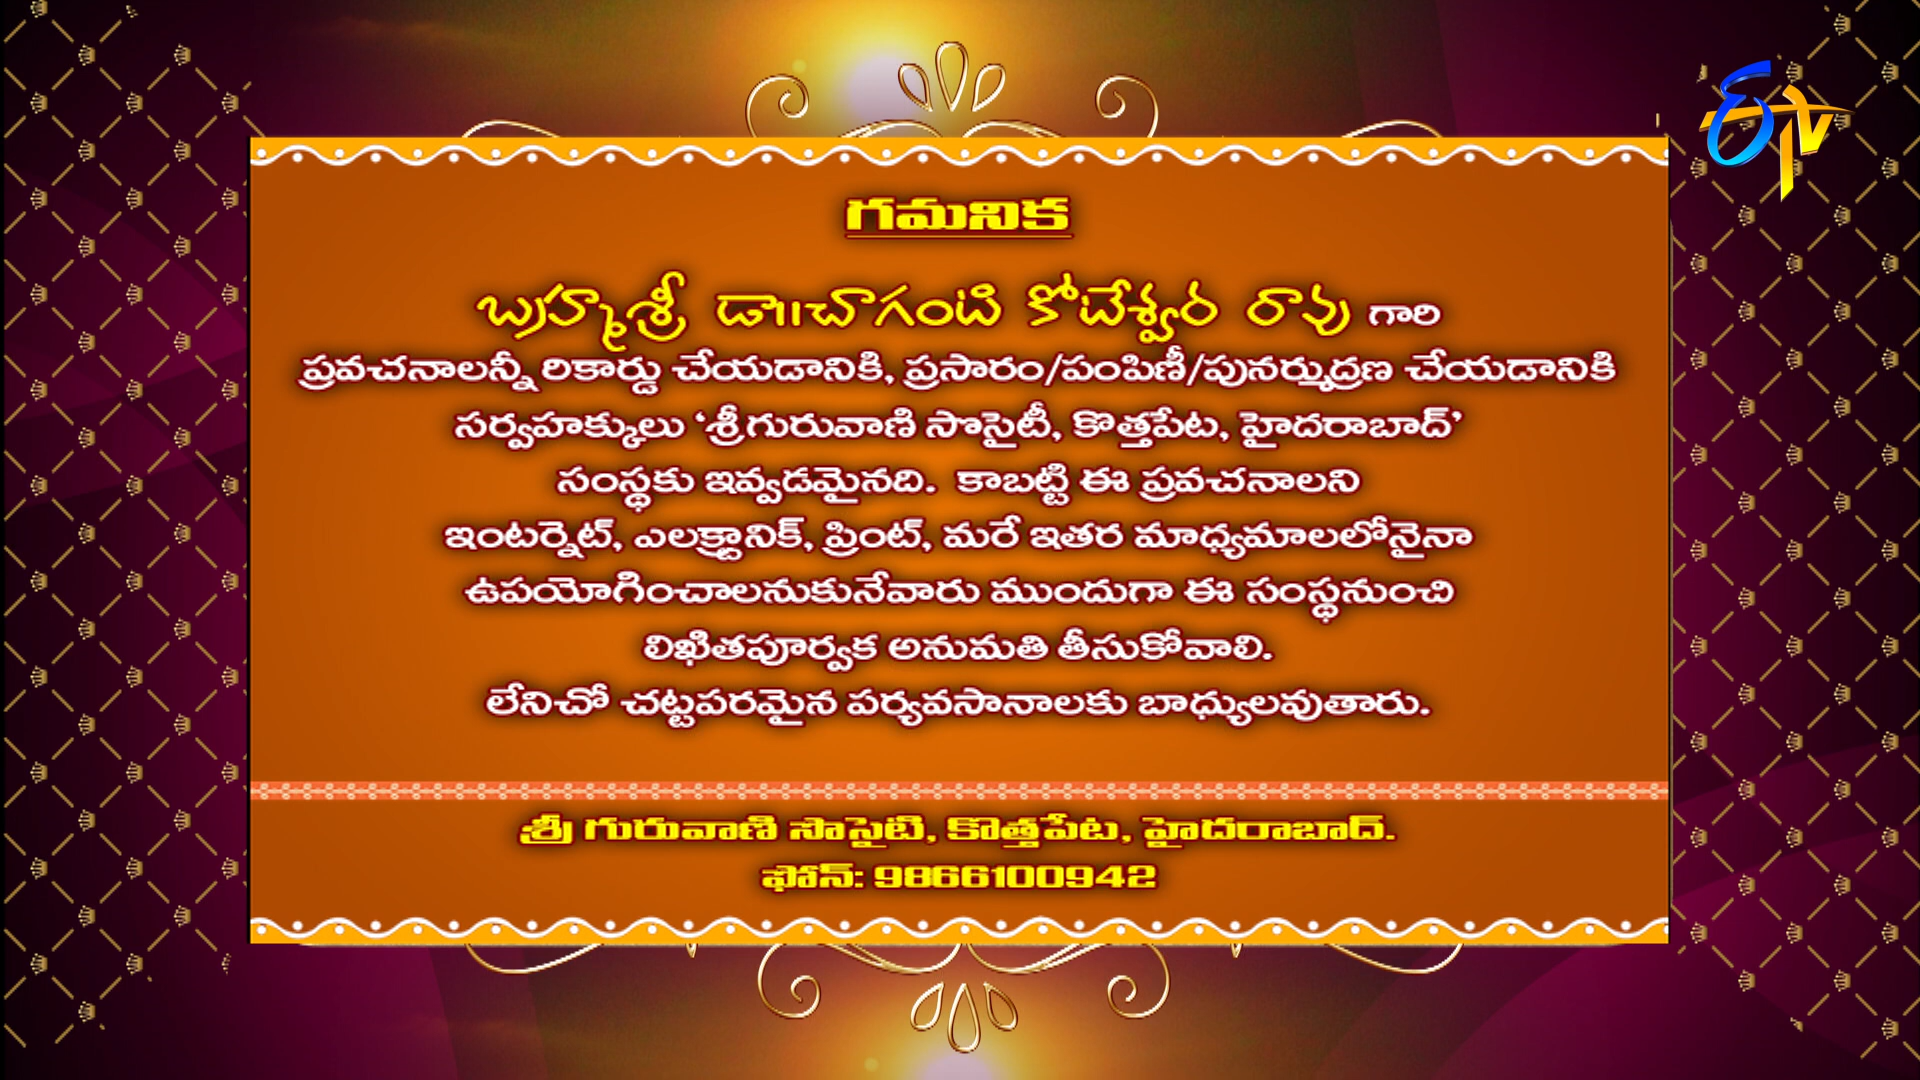 ఈtv
గమనిక
బ్రహ్మశ్రీ డా॥చాగంటి కోటేశ్వర రావు గారి
ప్రవచనాలన్నీ రికార్డు చేయడానికి, ప్రసారం/పంపిణీ/పునర్ముద్రణ చేయడానికి
సర్వహక్కులు ‘శ్రీగురువాణి సొసైటీ, కొత్తపేట, హైదరాబాద్’
సంస్థకు ఇవ్వడమైనది. కాబట్టి ఈ ప్రవచనాలని
ఇంటర్నెట్, ఎలక్ట్రానిక్, ప్రింట్, మరే ఇతర మాధ్యమాలలోనైనా
ఉపయోగించాలనుకునేవారు ముందుగా ఈ సంస్థనుంచి
లిఖితపూర్వక అనుమతి తీసుకోవాలి.
లేనిచో చట్టపరమైన పర్యవసానాలకు బాధ్యులవుతారు.
శ్రీ గురువాణి సొసైటి, కొత్తపేట, హైదరాబాద్.
ఫోన్: 9866100942